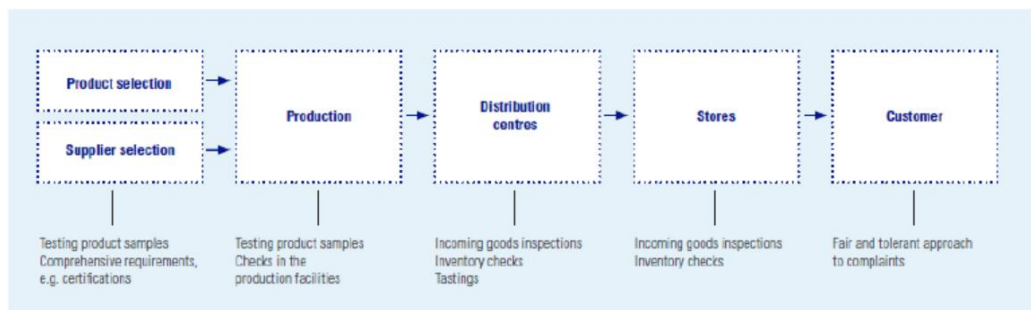 Product selection
Supplier selection
Production
Distribution
centros
Stores
Customer
Testing product samples
Comprehensive requirements,
e.g. certifications
Testing product samples
Checks in the
production facilities
Incoming goods inspections
Inventory checks
Tastings
Incoming goods inspections
Inventory checks
Fair and tolerant approach
to complaints